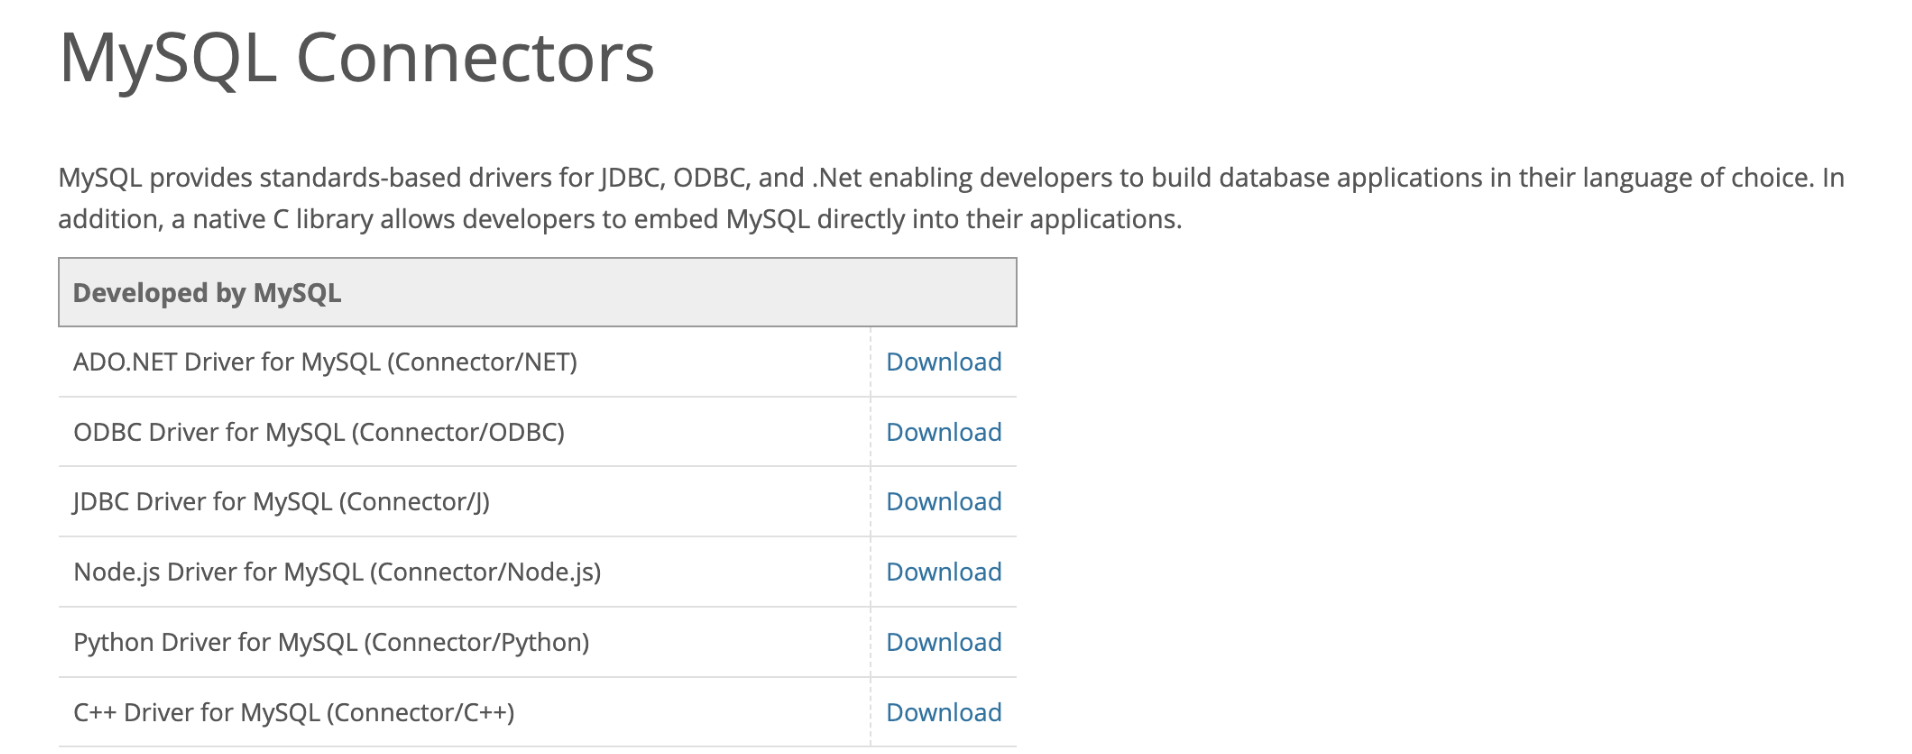 MySQL Connectors
MySQL provides standards-based drivers for JDBC, ODBC, and .Net enabling developers to build database applications in their language of choice. In
addition, a native C library allows developers to embed MySQL directly into their applications.
Developed by MySQL
ADO.NET Driver for MySQL (Connector/NET) Download
ODBC Driver for MySQL (Connector/ODBC) Download
JDBC Driver for MySQL (Connector/J) Download
Node.js Driver for MySQL (Connector/Node.js) Download
Python Driver for MySQL (Connector/Python) Download
C++ Driver for MySQL (Connector/C++) Download